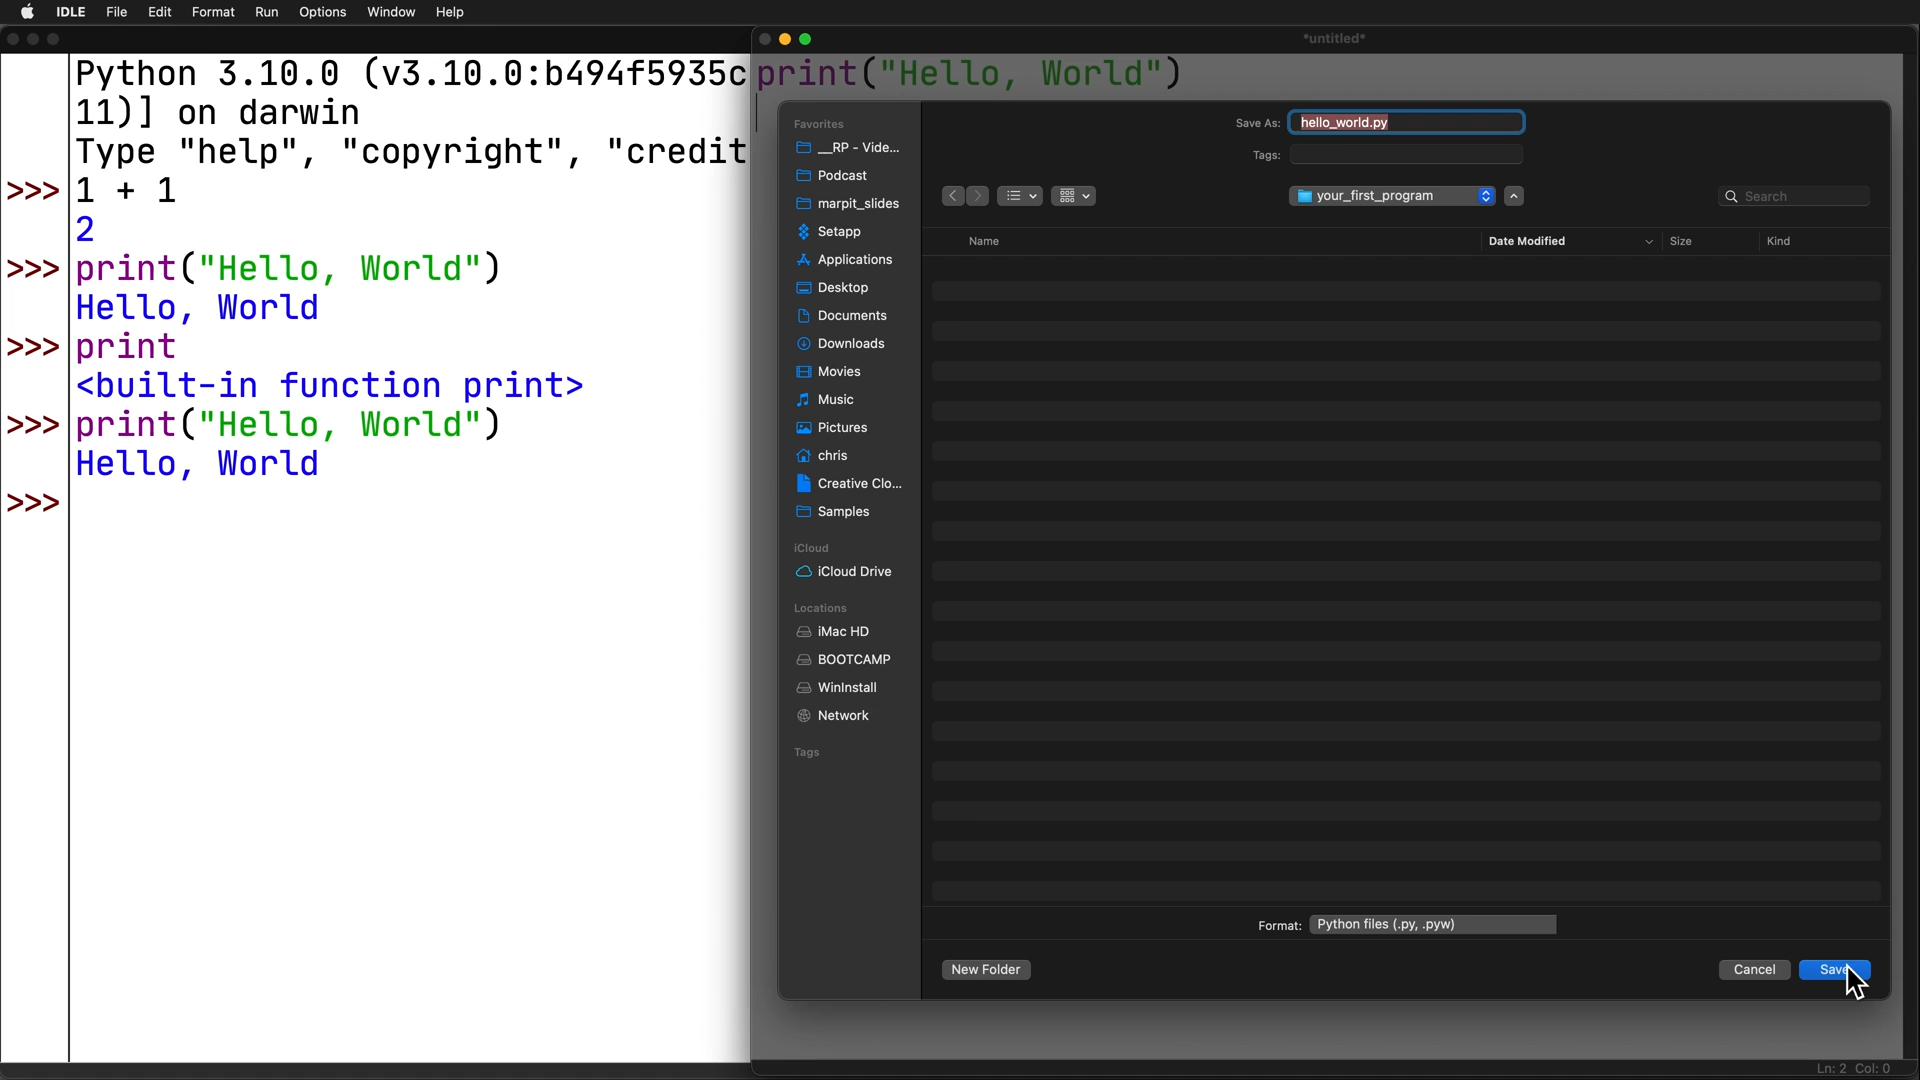 IDLE File Edit Format Run Options Window Help
Python 3.10.0 (v3.10.0:b494f5935c
11)] on darwin
Type "help", "copyright", "credit
>>> 1 + 1
2
>>> print("Hello, World")
Hello, World
>>> print
<built-in function print>
>>> print("Hello, World")
Hello, World
>>>
*untitled*
print("Hello, World")
Favorites
__RP - Vide...
Podcast
marpit_slides
Setapp
Applications
Desktop
Documents
Downloads
Movies
Music
Pictures
chris
Creative Clo...
Samples
iCloud
iCloud Drive
Locations
iMac HD
BOOTCAMP
WinInstall
Network
Tags
Save As: hello_world.py
Tags:
your_first_program
Search
Name Date Modified Size Kind
Format: Python files (.py, .pyw)
New Folder Cancel Save
Ln: 2 Col: 0